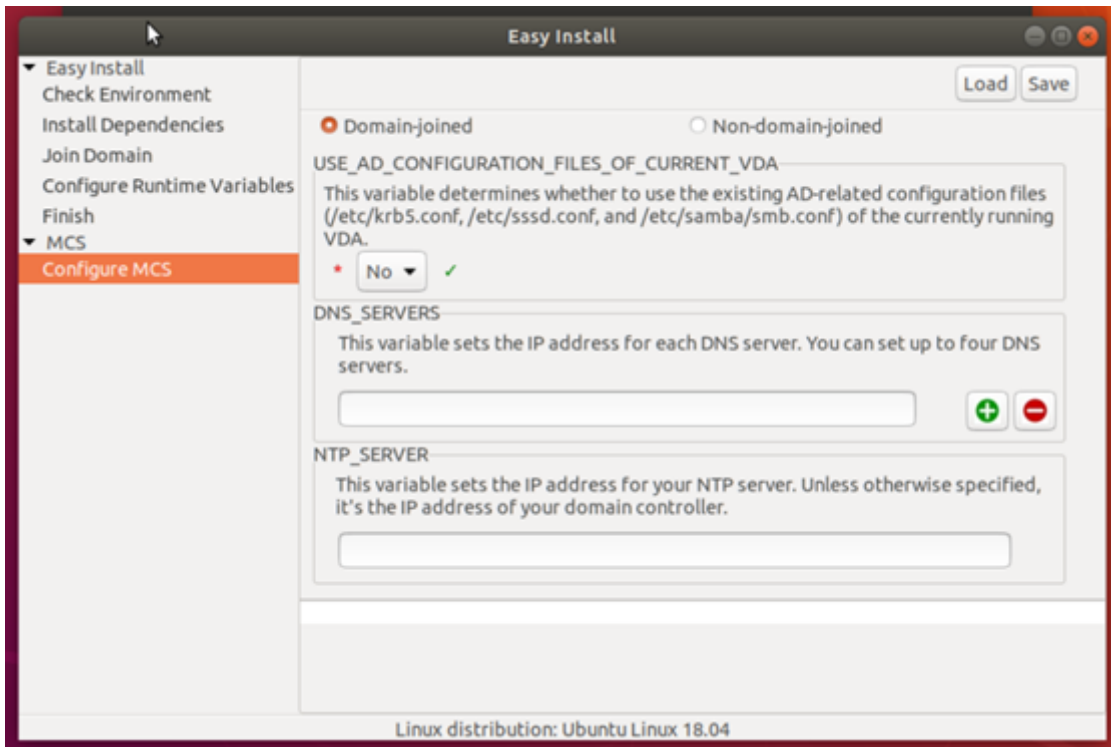 Easy Install
Easy Install
Check Environment
Install Dependencies
Join Domain
Configure Runtime Variables
Finish
MCS
Configure MCS
Load Save
Domain-joined Non-domain-joined
USE_AD_CONFIGURATION_FILES_OF_CURRENT_VDA
This variable determines whether to use the existing AD-related configuration files
(/etc/krb5.conf, /etc/sssd.conf, and /etc/samba/smb.conf) of the currently running
VDA.
* No
DNS_SERVERS
This variable sets the IP address for each DNS server. You can set up to four DNS
servers.
NTP_SERVER
This variable sets the IP address for your NTP server. Unless otherwise specified,
it's the IP address of your domain controller.
Linux distribution: Ubuntu Linux 18.04